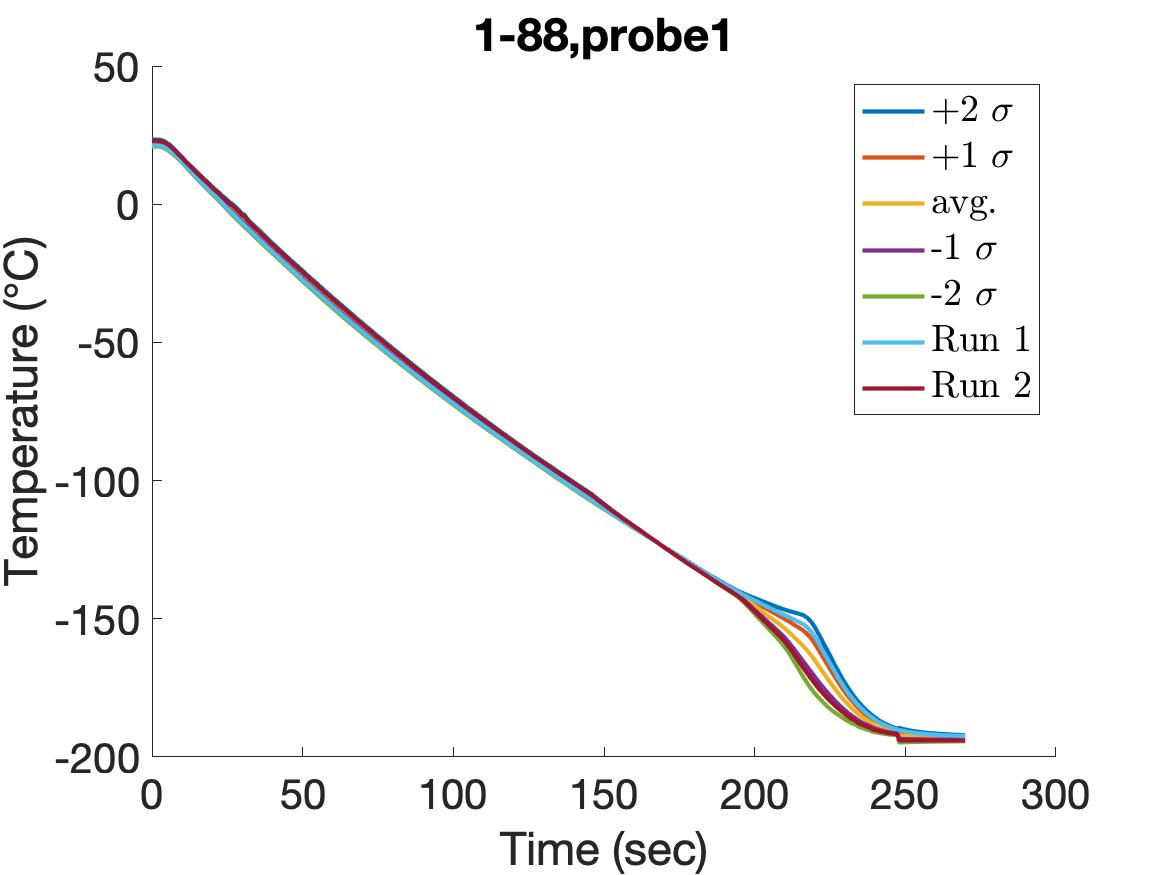 1-88,probe1
50
0
-50
-100
-150
-200
Temperature (°C)
0 50 100 150 200 250 300
Time (sec)
+2 σ
+1 σ
avg.
-1 σ
-2 σ
Run 1
Run 2